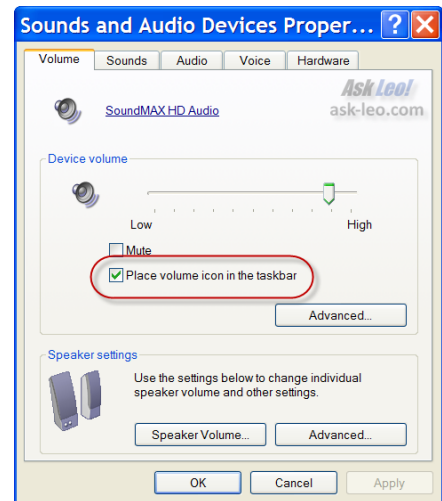 Sounds and Audio Devices Proper...
Volume Sounds Audio Voice Hardware
Ask Leo!
SoundMAX HD Audio
ask-leo.com
Device volume
Low High
Mute
Place volume icon in the taskbar
Advanced...
Speaker settings
Use the settings below to change individual
speaker volume and other settings.
Speaker Volume... Advanced...
OK Cancel Apply